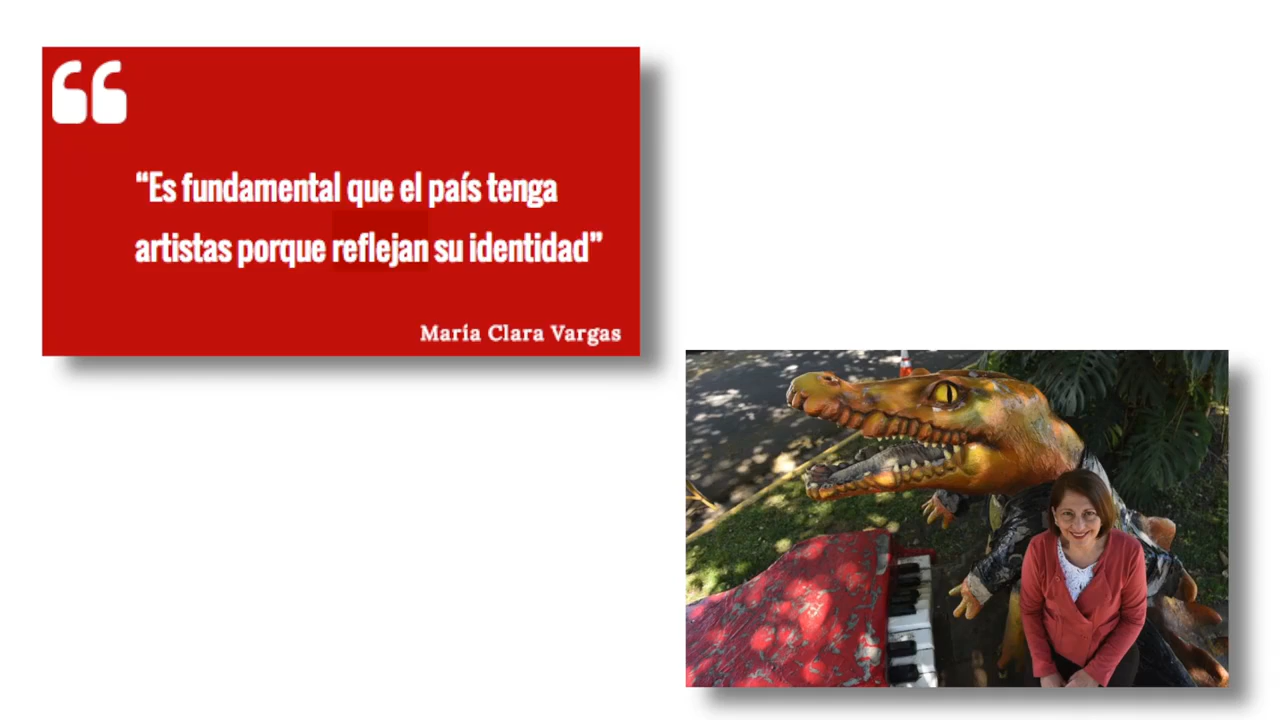 “Es fundamental que el país tenga
artistas porque reflejan su identidad”
María Clara Vargas